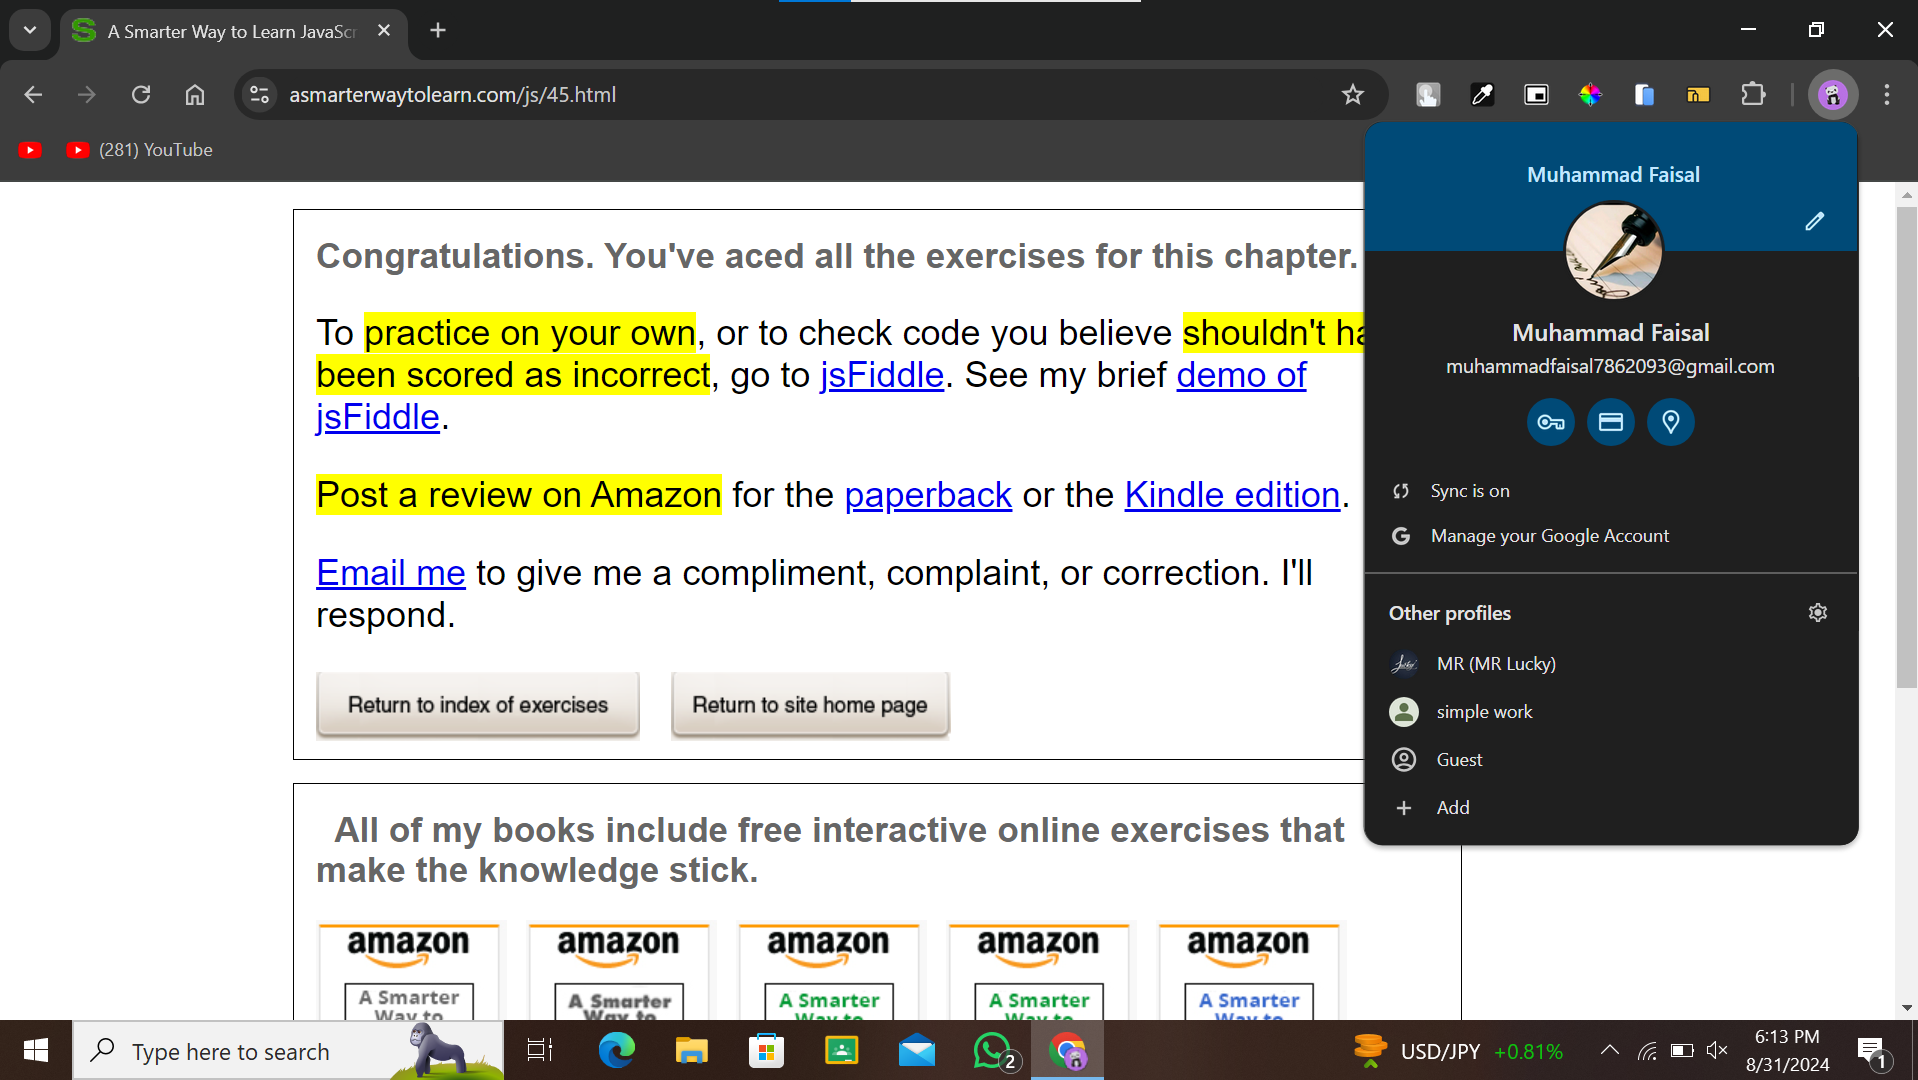 A Smarter Way to Learn JavaScr
asmarterwaytolearn.com/js/45.html
(281) YouTube
Congratulations. You've aced all the exercises for this chapter.
To practice on your own, or to check code you believe shouldn't ha
been scored as incorrect, go to jsFiddle. See my brief demo of
jsFiddle.
Post a review on Amazon for the paperback or the Kindle edition.
Email me to give me a compliment, complaint, or correction. I'll
respond.
Return to index of exercises
Return to site home page
All of my books include free interactive online exercises that
make the knowledge stick.
amazon
A Smarter
Way to
amazon
A Smarter
Way to
amazon
A Smarter
Way to
amazon
A Smarter
Way to
amazon
A Smarter
Way to
Muhammad Faisal
Muhammad Faisal
muhammadfaisal7862093@gmail.com
Sync is on
Manage your Google Account
Other profiles
MR (MR Lucky)
simple work
Guest
Add
Type here to search
2
USD/JPY +0.81%
6:13 PM
8/31/2024
1